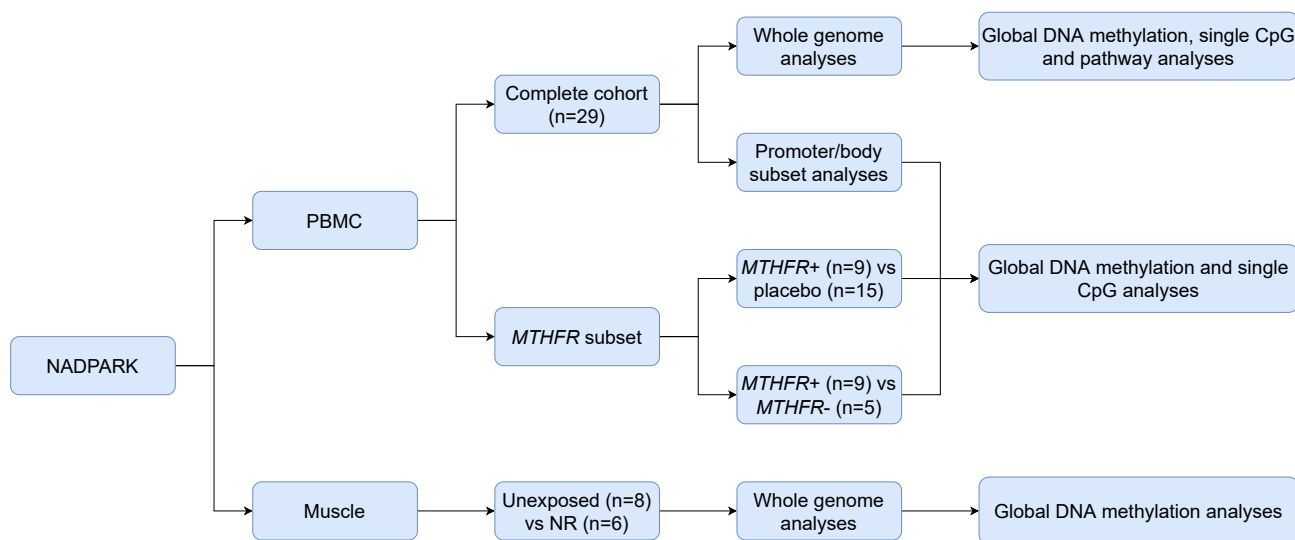 NADPARK
PBMC
Muscle
Complete cohort
(n=29)
MTHFR subset
Unexposed (n=8)
vs NR (n=6)
Whole genome
analyses
Promoter/body
subset analyses
MTHFR+ (n=9) vs
placebo (n=15)
MTHFR+ (n=9) vs
MTHFR- (n=5)
Whole genome
analyses
Global DNA methylation, single CpG
and pathway analyses
Global DNA methylation and single
CpG analyses
Global DNA methylation analyses